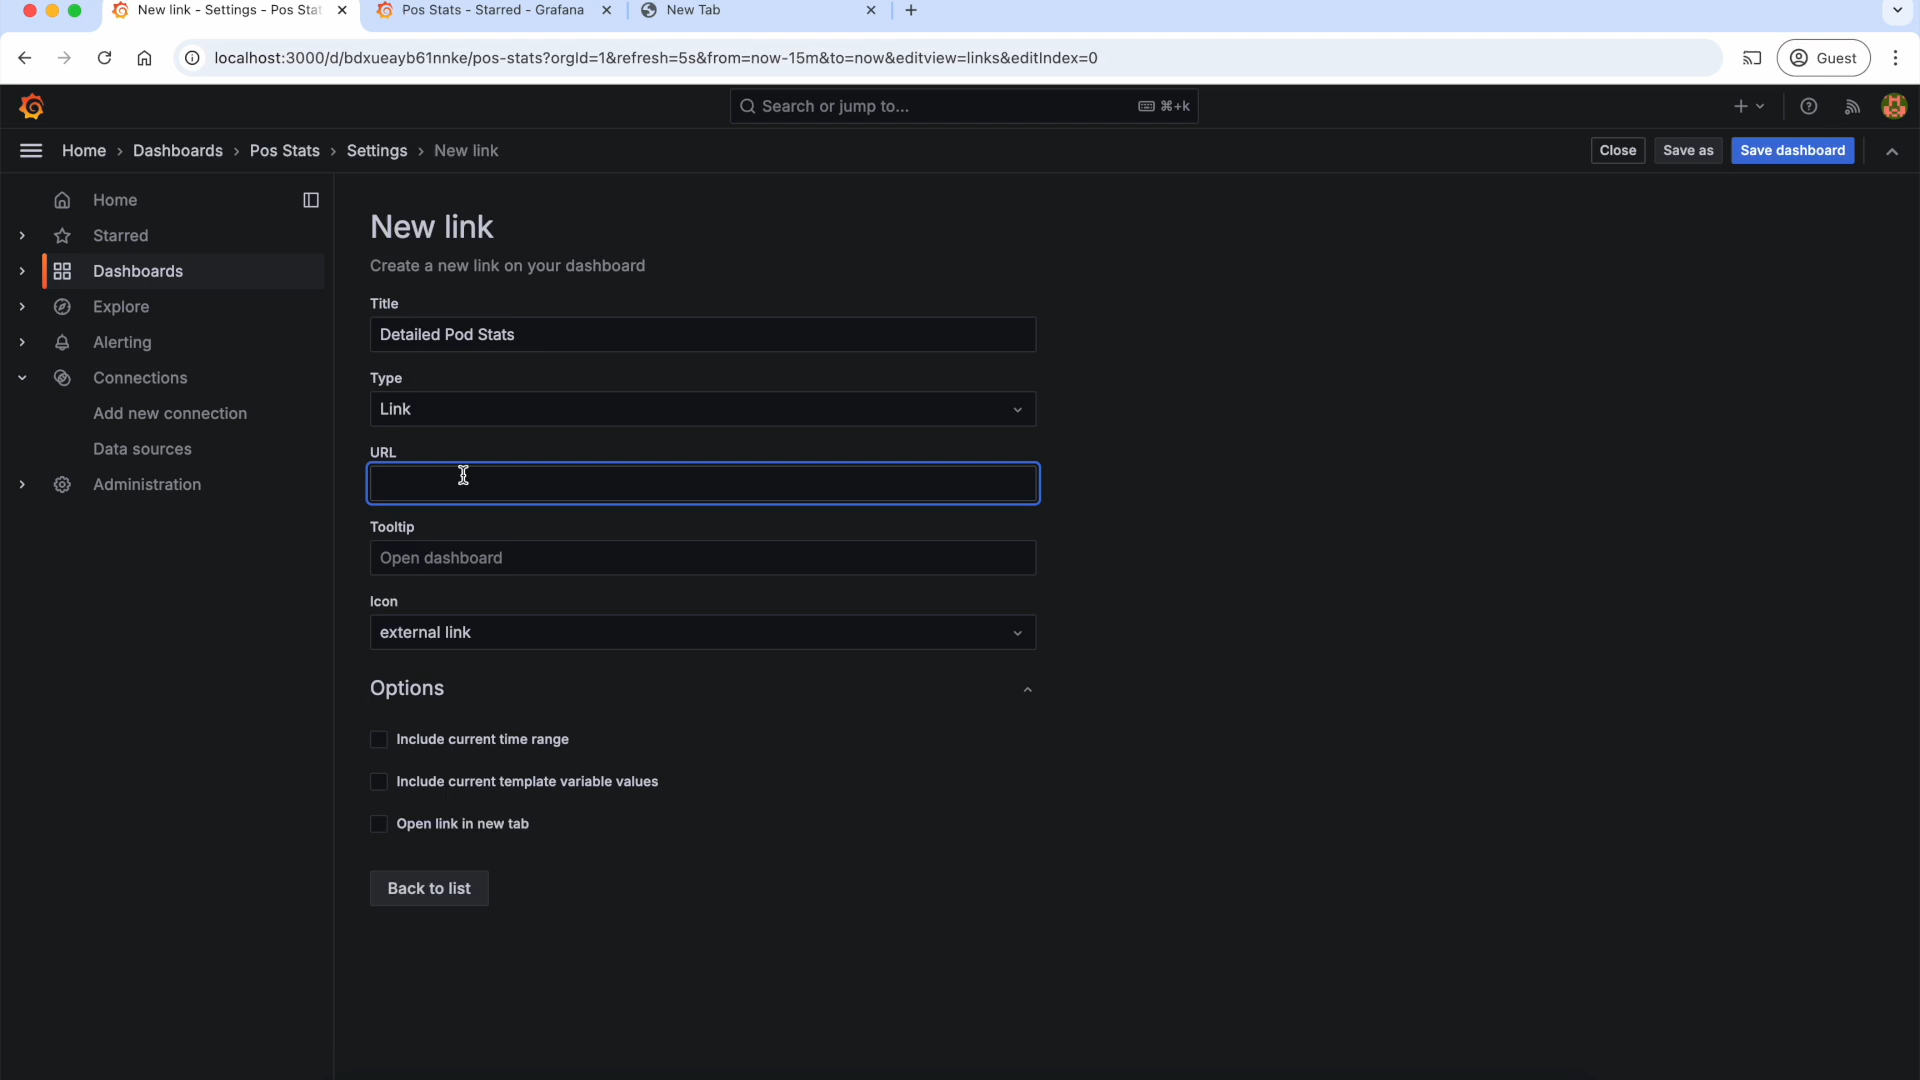 New link - Settings - Pos Stat
Pos Stats - Starred - Grafana
New Tab
localhost:3000/d/bdxueayb61nnke/pos-stats?orgId=1&refresh=5s&from=now-15m&to=now&editview=links&editIndex=0
Guest
Search or jump to...
⌘+k
Home › Dashboards › Pos Stats › Settings › New link
Close
Save as
Save dashboard
Home
Starred
Dashboards
Explore
Alerting
Connections
Add new connection
Data sources
Administration
New link
Create a new link on your dashboard
Title
Detailed Pod Stats
Type
Link
URL
Tooltip
Open dashboard
Icon
external link
Options
Include current time range
Include current template variable values
Open link in new tab
Back to list